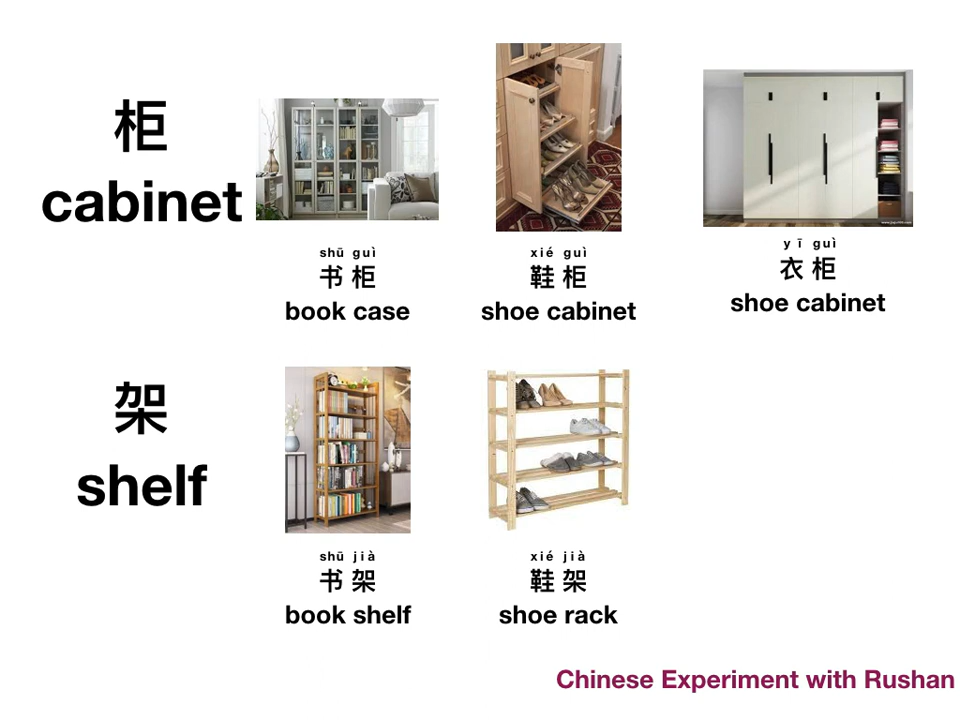 柜
cabinet
shū guì
书柜
book case
xié guì
鞋柜
shoe cabinet
yī guì
衣柜
shoe cabinet
架
shelf
shū jià
书架
book shelf
xié jià
鞋架
shoe rack
Chinese Experiment with Rushan